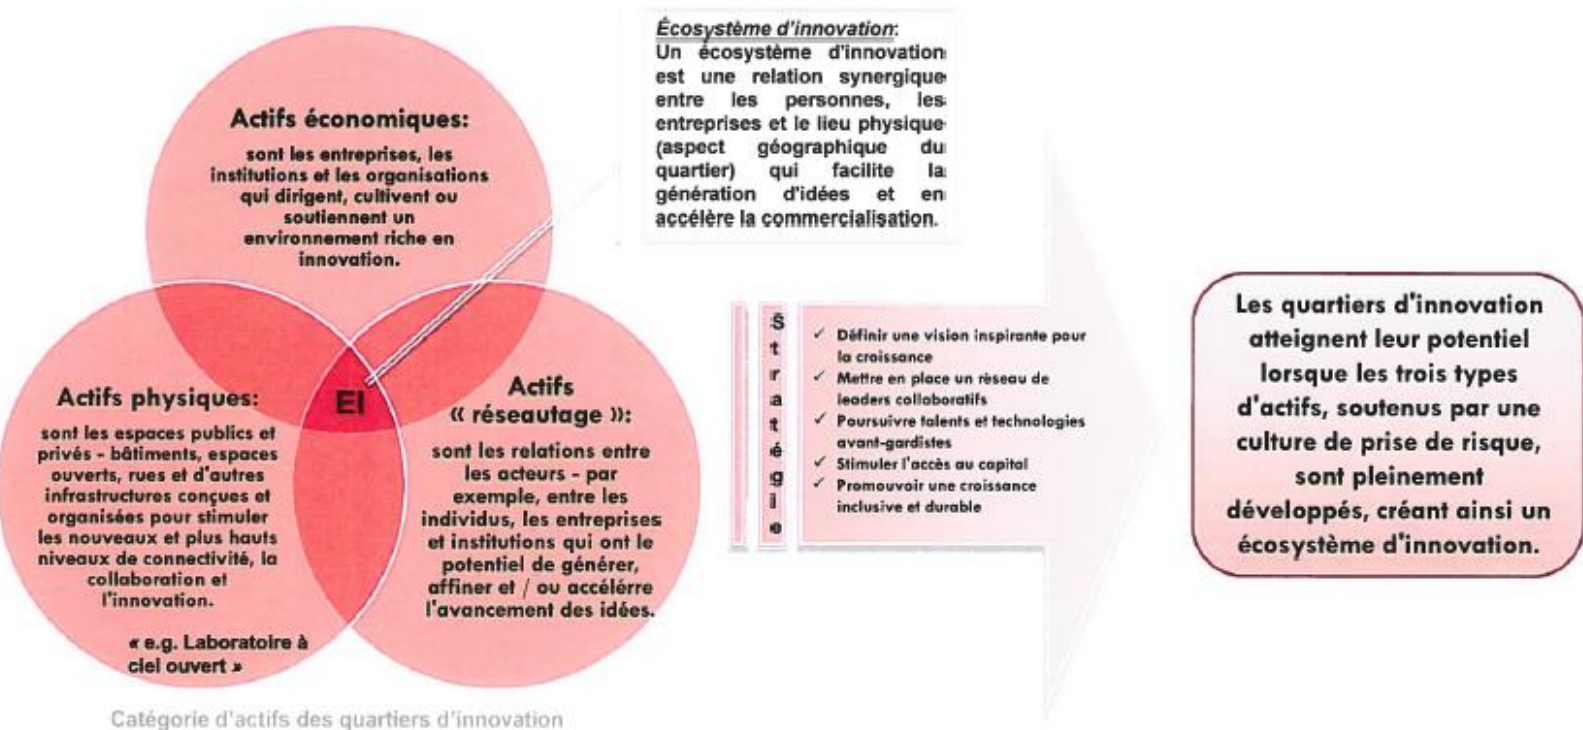 Actifs économiques:
sont les entreprises, les
institutions et les organisations
qui dirigent, cultivent ou
soutiennent un
environnement riche en
innovation.
Actifs physiques:
sont les espaces publics et
privés - bâtiments, espaces
ouverts, rues et d'autres
infrastructures conçues et
organisées pour stimuler
les nouveaux et plus hauts
niveaux de connectivité, la
collaboration et
l'innovation.
« e.g. Laboratoire à
ciel ouvert »
EI
Actifs
« réseautage »:
sont les relations entre
les acteurs - par
exemple, entre les
individus, les entreprises
et institutions qui ont le
potentiel de générer,
affiner et / ou accélérre
l'avancement des idées.
Catégorie d'actifs des quartiers d'innovation
Écosystème d'innovation:
Un écosystème d'innovation
est une relation synergique
entre les personnes, les
entreprises et le lieu physique
(aspect géographique du
quartier) qui facilite la
génération d'idées et en
accélère la commercialisation.
S
t
r
a
t
é
g
i
e
✓ Définir une vision inspirante pour
la croissance
✓ Mettre en place un réseau de
leaders collaboratifs
✓ Poursuivre talents et technologies
avant-gardistes
✓ Stimuler l'accès au capital
✓ Promouvoir une croissance
inclusive et durable
Les quartiers d'innovation
atteignent leur potentiel
lorsque les trois types
d'actifs, soutenus par une
culture de prise de risque,
sont pleinement
développés, créant ainsi un
écosystème d'innovation.